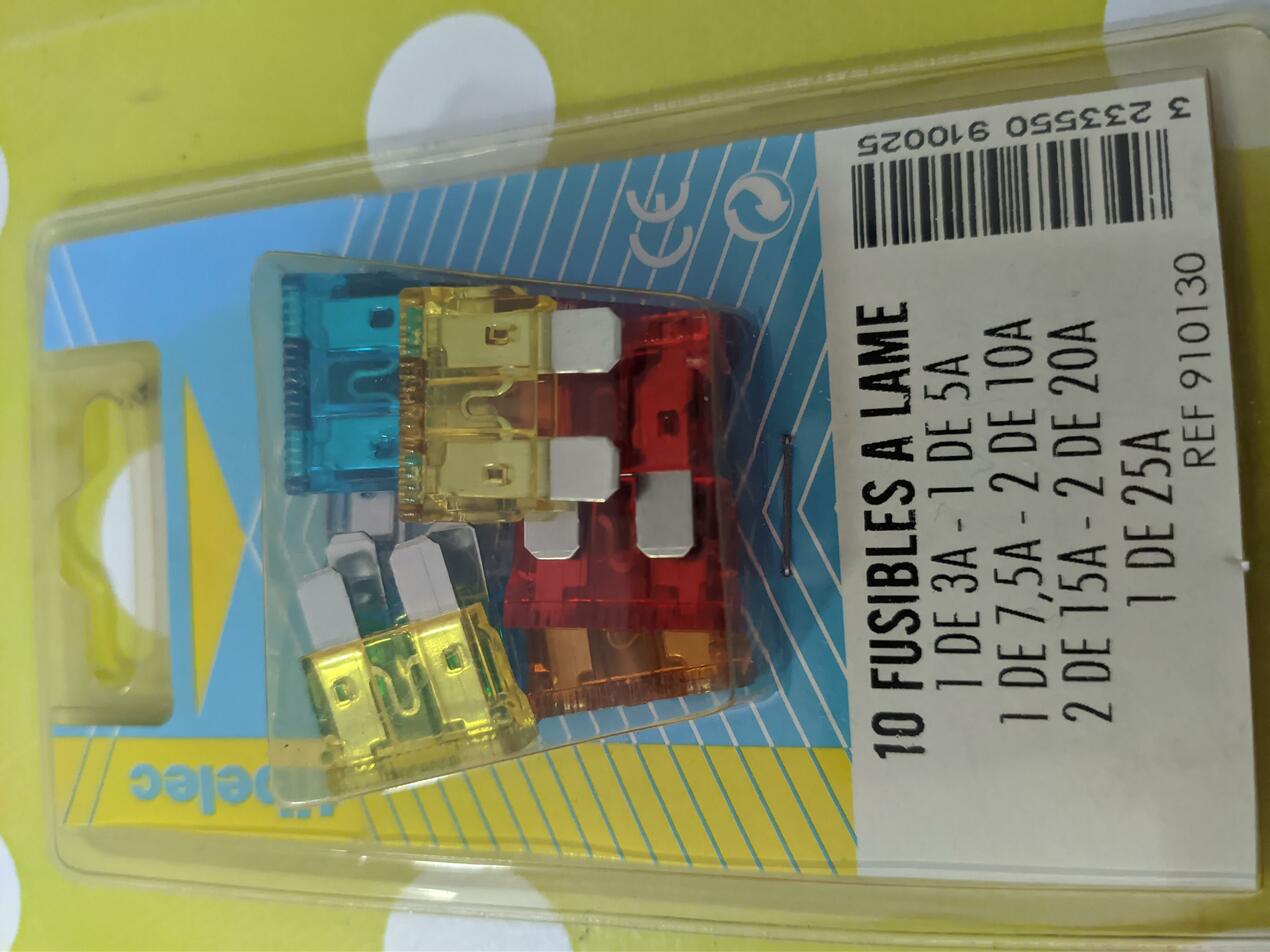 10 FUSIBLES A LAME
1 DE 3A - 1 DE 5A
1 DE 7,5A - 2 DE 10A
2 DE 15A - 2 DE 20A
1 DE 25A
REF 910130
3 233550 910025
CE